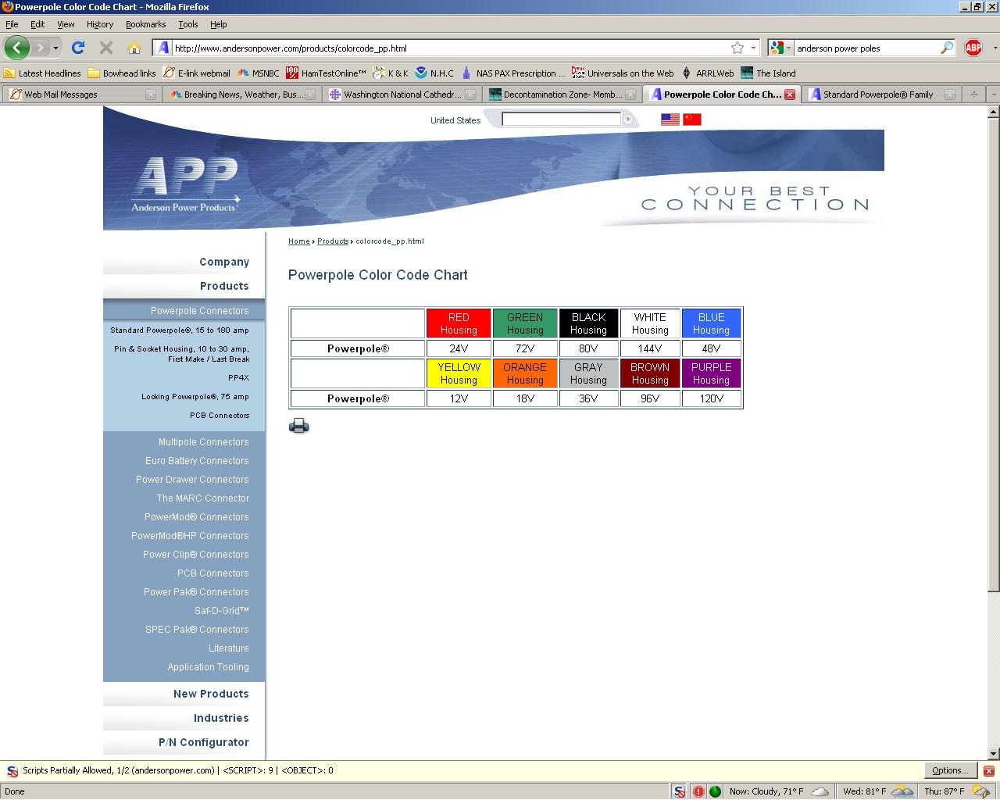 Powerpole Color Code Chart - Mozilla Firefox
File Edit View History Bookmarks Tools Help
http://www.andersonpower.com/products/colorcode_pp.html
anderson power poles
ABP
Latest Headlines Bowhead links E-link webmail MSNBC HamTestOnline™ K & K N.H.C NAS PAX Prescription ... Universalis on the Web ARRLWeb The Island
Web Mail Messages Breaking News, Weather, Bus... Washington National Cathedr... Decontamination Zone- Memb... Powerpole Color Code Ch... Standard Powerpole® Family
United States
APP
Anderson Power Products®
YOUR BEST
CONNECTION
Home › Products › colorcode_pp.html
Company
Products
Powerpole Connectors
Standard Powerpole®, 15 to 180 amp
Pin & Socket Housing, 10 to 30 amp,
First Make / Last Break
PP4X
Locking Powerpole®, 75 amp
PCB Connectors
Multipole Connectors
Euro Battery Connectors
Power Drawer Connectors
The MARC Connector
PowerMod® Connectors
PowerMod®HP Connectors
Power Clip® Connectors
PCB Connectors
Power Pak® Connectors
Saf-D-Grid™
SPEC Pak® Connectors
Literature
Application Tooling
New Products
Industries
P/N Configurator
Powerpole Color Code Chart
RED Housing GREEN Housing BLACK Housing WHITE Housing BLUE Housing
Powerpole® 24V 72V 80V 144V 48V
YELLOW Housing ORANGE Housing GRAY Housing BROWN Housing PURPLE Housing
Powerpole® 12V 18V 36V 96V 120V
Scripts Partially Allowed, 1/2 (andersonpower.com) | <SCRIPT>: 9 | <OBJECT>: 0
Options...
Done
Now: Cloudy, 71° F Wed: 81° F Thu: 87° F